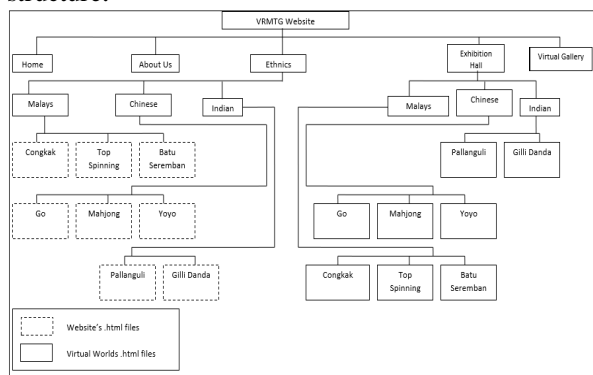 structure.
VRMTG Website
Home
About Us
Ethnics
Exhibition
Hall
Virtual Gallery
Malays
Chinese
Indian
Malays
Chinese
Indian
Congkak
Top
Spinning
Batu
Seremban
Pallanguli
Gilli Danda
Go
Mahjong
Yoyo
Go
Mahjong
Yoyo
Pallanguli
Gilli Danda
Congkak
Top
Spinning
Batu
Seremban
Website's .html files
Virtual Worlds .html files